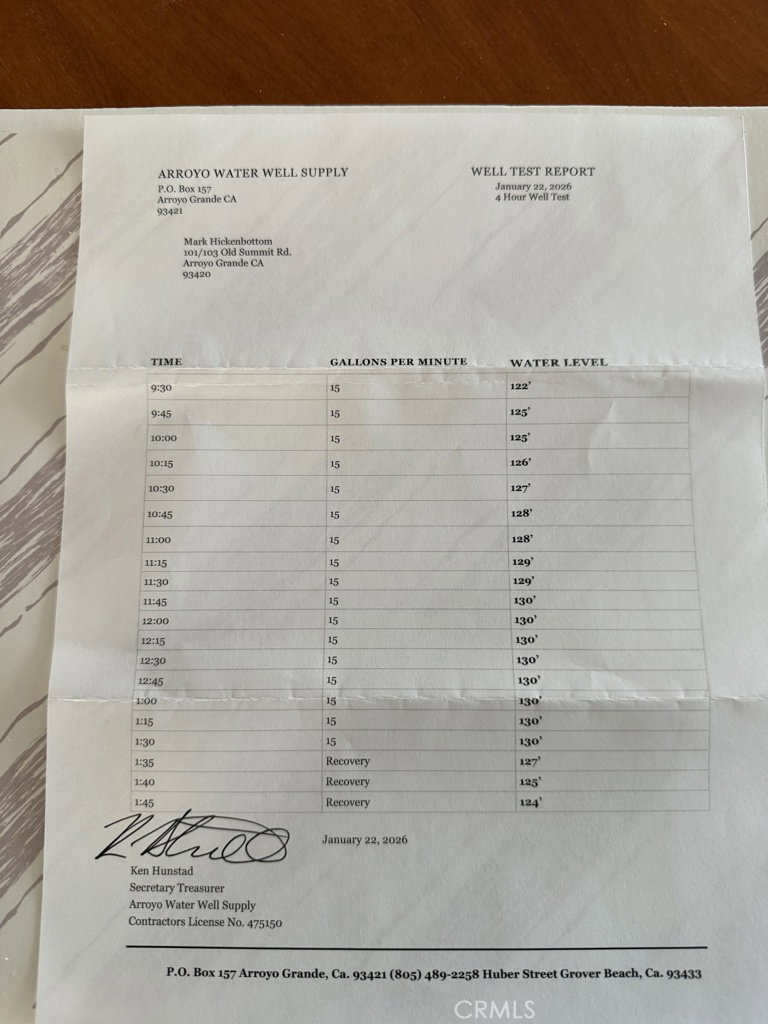 ARROYO WATER WELL SUPPLY
P.O. Box 157
Arroyo Grande CA
93421
WELL TEST REPORT
January 22, 2026
4 Hour Well Test
Mark Hickenbottom
101/103 Old Summit Rd.
Arroyo Grande CA
93420
TIME GALLONS PER MINUTE WATER LEVEL
9:30 15 122'
9:45 15 125'
10:00 15 125'
10:15 15 126'
10:30 15 127'
10:45 15 128'
11:00 15 128'
11:15 15 129'
11:30 15 129'
11:45 15 130'
12:00 15 130'
12:15 15 130'
12:30 15 130'
12:45 15 130'
1:00 15 130'
1:15 15 130'
1:30 15 130'
1:35 Recovery 127'
1:40 Recovery 125'
1:45 Recovery 124'
January 22, 2026
Ken Hunstad
Secretary Treasurer
Arroyo Water Well Supply
Contractors License No. 475150
P.O. Box 157 Arroyo Grande, Ca. 93421 (805) 489-2258 Huber Street Grover Beach, Ca. 93433
CRMLS